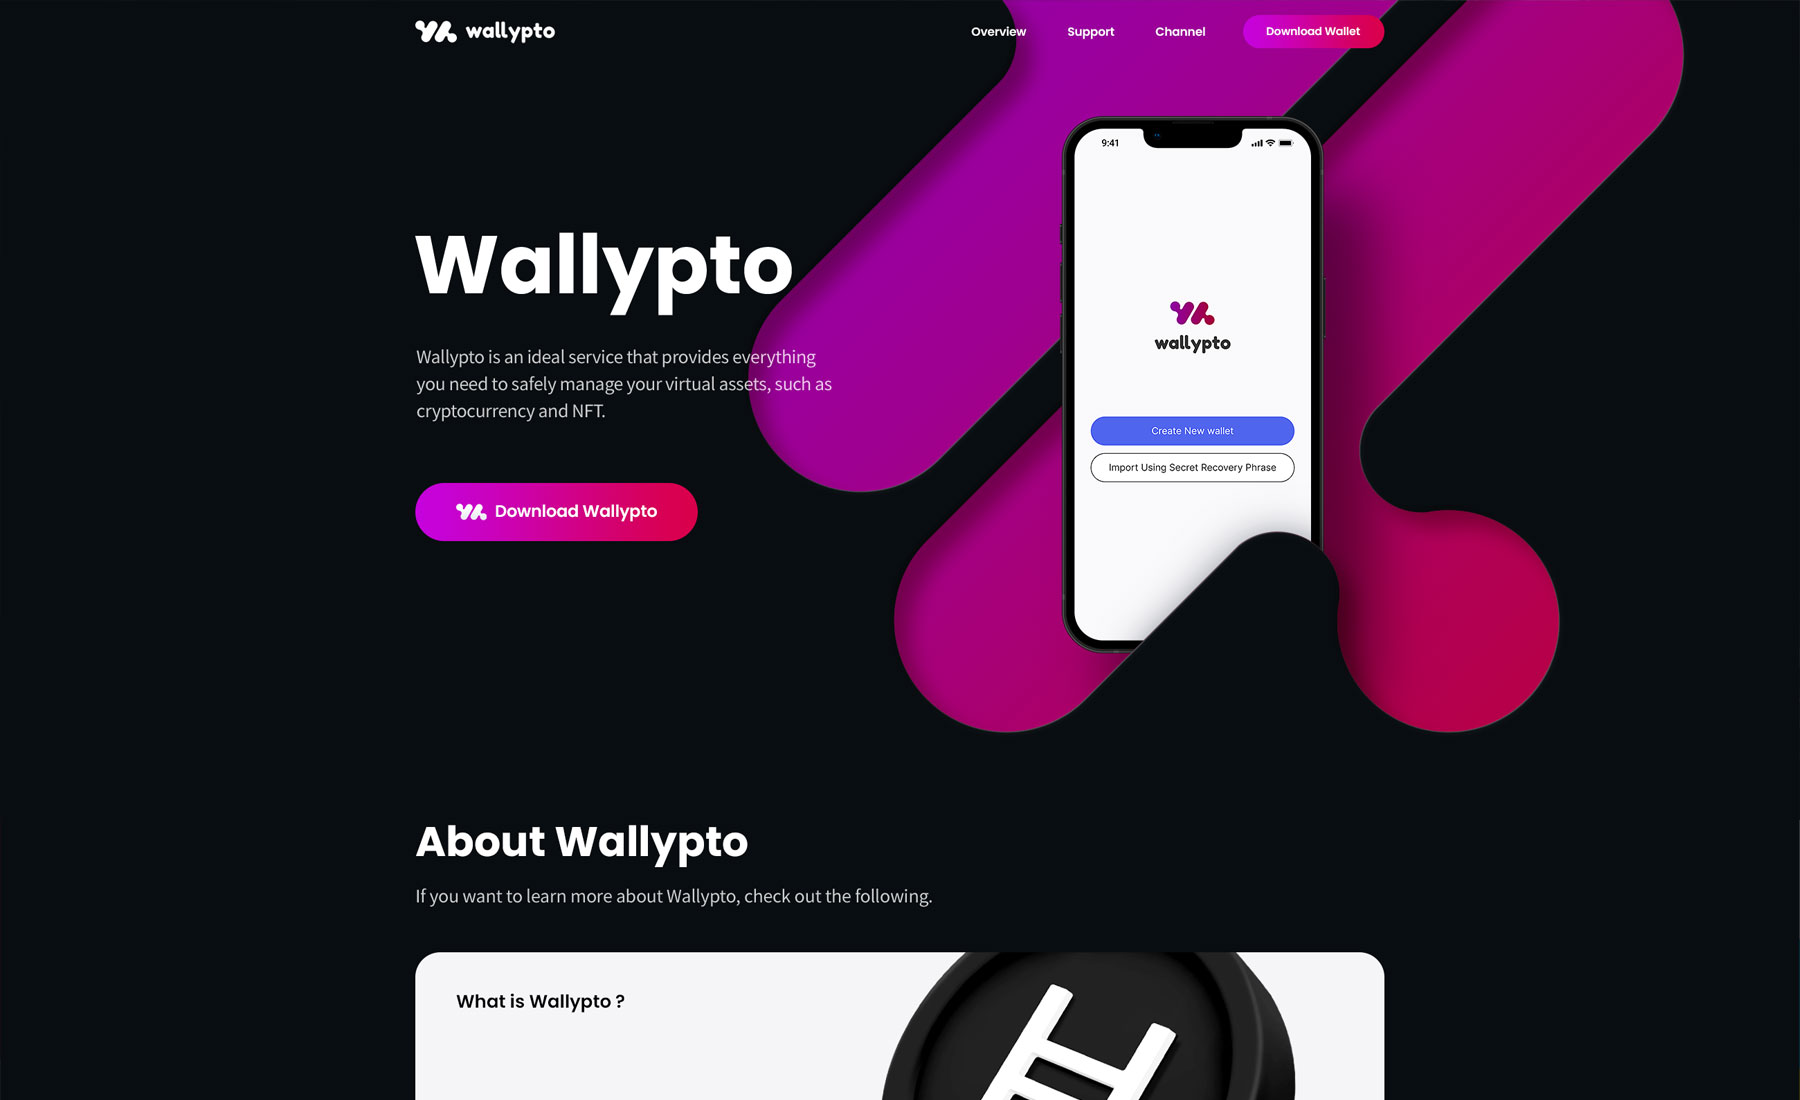 wallypto
Overview
Support
Channel
Download Wallet
9:41
Wallypto
Wallypto is an ideal service that provides everything
you need to safely manage your virtual assets, such as
cryptocurrency and NFT.
Download Wallypto
wallypto
Create New wallet
Import Using Secret Recovery Phrase
About Wallypto
If you want to learn more about Wallypto, check out the following.
What is Wallypto ?